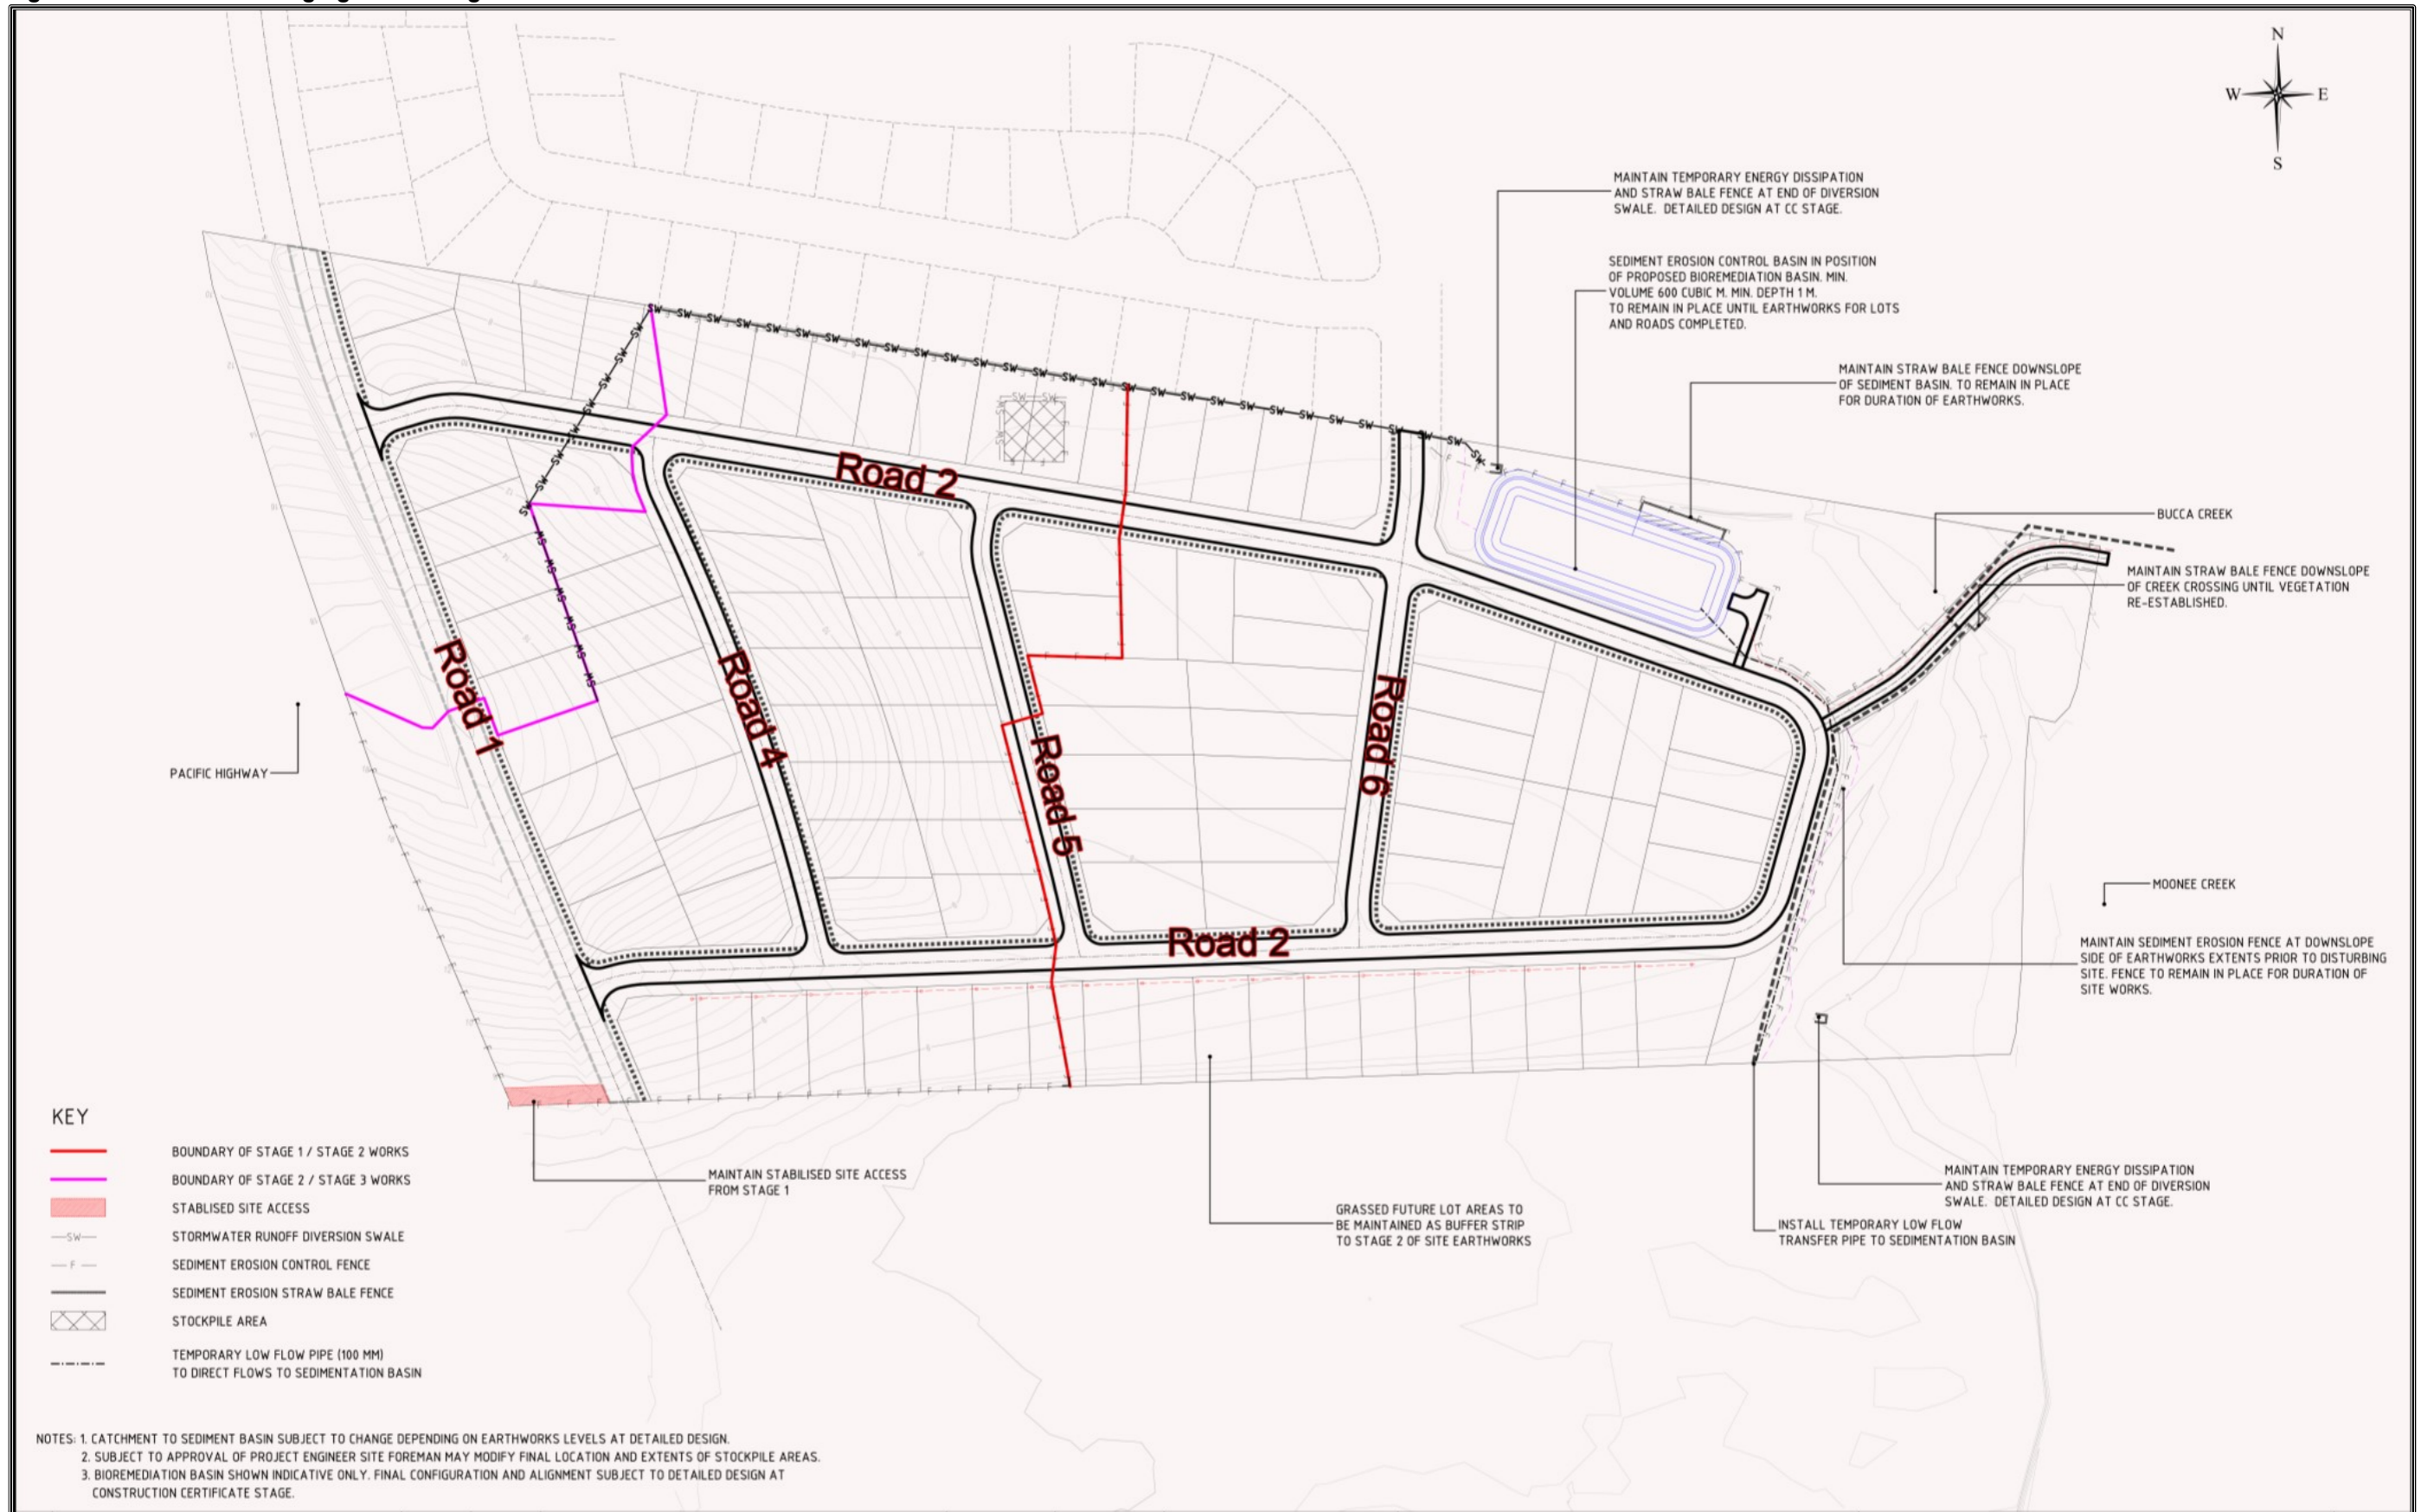 N
W E
S
MAINTAIN TEMPORARY ENERGY DISSIPATION
AND STRAW BALE FENCE AT END OF DIVERSION
SWALE. DETAILED DESIGN AT CC STAGE.
SEDIMENT EROSION CONTROL BASIN IN POSITION
OF PROPOSED BIOREMEDIATION BASIN. MIN.
VOLUME 600 CUBIC M. MIN. DEPTH 1 M.
TO REMAIN IN PLACE UNTIL EARTHWORKS FOR LOTS
AND ROADS COMPLETED.
MAINTAIN STRAW BALE FENCE DOWNSLOPE
OF SEDIMENT BASIN. TO REMAIN IN PLACE
FOR DURATION OF EARTHWORKS.
BUCCA CREEK
MAINTAIN STRAW BALE FENCE DOWNSLOPE
OF CREEK CROSSING UNTIL VEGETATION
RE-ESTABLISHED.
Road 2
Road 1
Road 4
Road 5
Road 6
Road 2
PACIFIC HIGHWAY
MOONEE CREEK
MAINTAIN SEDIMENT EROSION FENCE AT DOWNSLOPE
SIDE OF EARTHWORKS EXTENTS PRIOR TO DISTURBING
SITE. FENCE TO REMAIN IN PLACE FOR DURATION OF
SITE WORKS.
MAINTAIN STABILISED SITE ACCESS
FROM STAGE 1
GRASSED FUTURE LOT AREAS TO
BE MAINTAINED AS BUFFER STRIP
TO STAGE 2 OF SITE EARTHWORKS
MAINTAIN TEMPORARY ENERGY DISSIPATION
AND STRAW BALE FENCE AT END OF DIVERSION
SWALE. DETAILED DESIGN AT CC STAGE.
INSTALL TEMPORARY LOW FLOW
TRANSFER PIPE TO SEDIMENTATION BASIN
KEY
BOUNDARY OF STAGE 1 / STAGE 2 WORKS
BOUNDARY OF STAGE 2 / STAGE 3 WORKS
STABLISED SITE ACCESS
SW STORMWATER RUNOFF DIVERSION SWALE
F SEDIMENT EROSION CONTROL FENCE
SEDIMENT EROSION STRAW BALE FENCE
STOCKPILE AREA
TEMPORARY LOW FLOW PIPE (100 MM)
TO DIRECT FLOWS TO SEDIMENTATION BASIN
NOTES: 1. CATCHMENT TO SEDIMENT BASIN SUBJECT TO CHANGE DEPENDING ON EARTHWORKS LEVELS AT DETAILED DESIGN.
2. SUBJECT TO APPROVAL OF PROJECT ENGINEER SITE FOREMAN MAY MODIFY FINAL LOCATION AND EXTENTS OF STOCKPILE AREAS.
3. BIOREMEDIATION BASIN SHOWN INDICATIVE ONLY. FINAL CONFIGURATION AND ALIGNMENT SUBJECT TO DETAILED DESIGN AT
CONSTRUCTION CERTIFICATE STAGE.